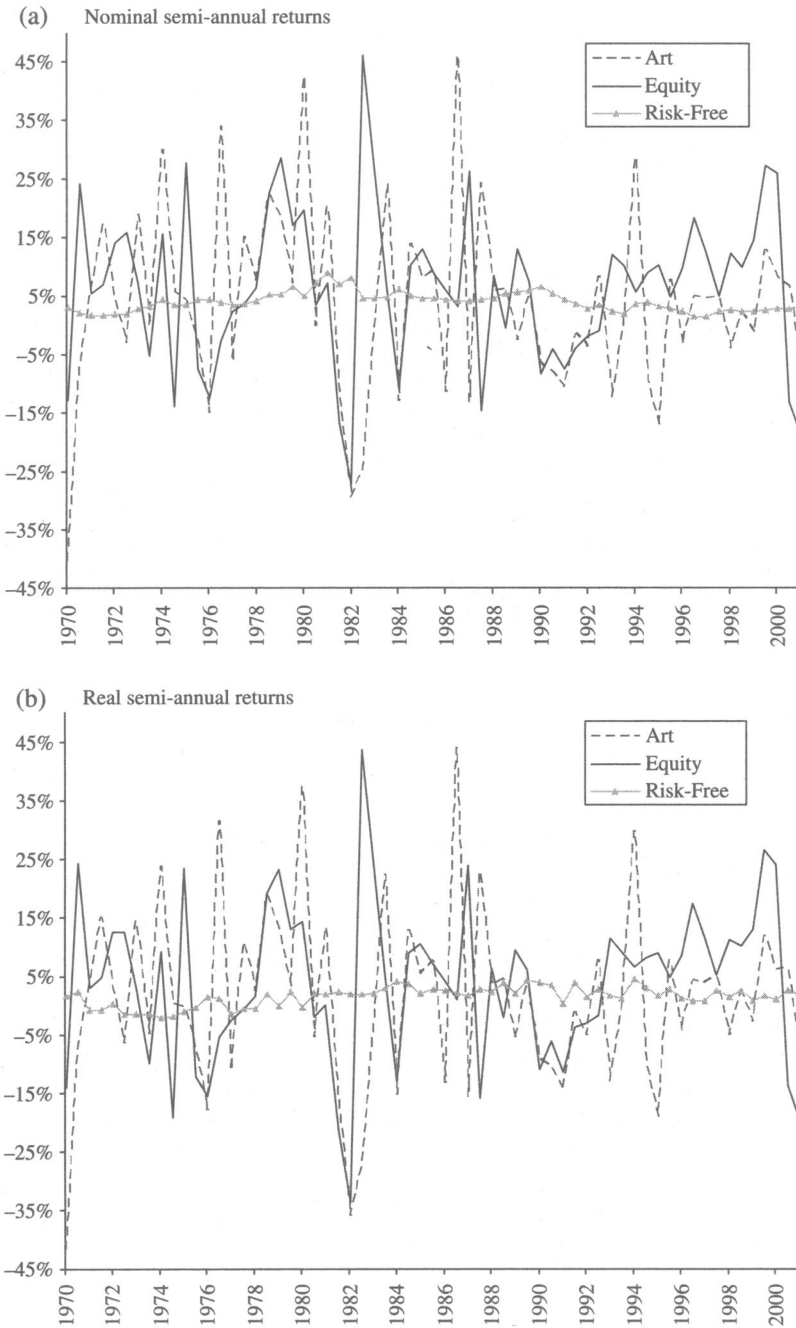 (a) Nominal semi-annual returns
45%
35%
25%
15%
5%
–5%
–15%
–25%
–35%
–45%
Art
Equity
Risk-Free
1970 1972 1974 1976 1978 1980 1982 1984 1986 1988 1990 1992 1994 1996 1998 2000
(b) Real semi-annual returns
45%
35%
25%
15%
5%
–5%
–15%
–25%
–35%
–45%
Art
Equity
Risk-Free
1970 1972 1974 1976 1978 1980 1982 1984 1986 1988 1990 1992 1994 1996 1998 2000